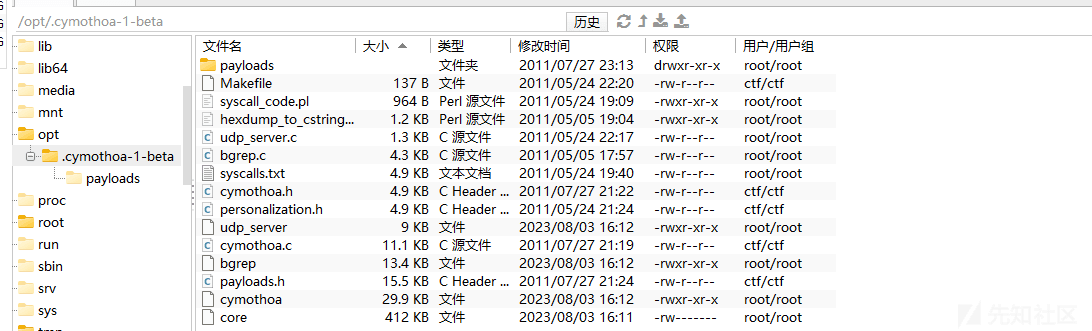 /opt/.cymothoa-1-beta 历史
lib
lib64
media
mnt
opt
.cymothoa-1-beta
payloads
proc
root
run
sbin
srv
sys
文件名 大小 类型 修改时间 权限 用户/用户组
payloads 文件夹 2011/07/27 23:13 drwxr-xr-x root/root
Makefile 137 B 文件 2011/05/24 22:20 -rw-r--r-- ctf/ctf
syscall_code.pl 964 B Perl 源文件 2011/05/24 19:09 -rwxr-xr-x root/root
hexdump_to_cstring... 1.2 KB Perl 源文件 2011/05/05 19:04 -rwxr-xr-x root/root
udp_server.c 1.3 KB C 源文件 2011/05/24 22:17 -rw-r--r-- ctf/ctf
bgrep.c 4.3 KB C 源文件 2011/05/05 17:57 -rw-r--r-- root/root
syscalls.txt 4.9 KB 文本文档 2011/05/24 19:40 -rw-r--r-- root/root
cymothoa.h 4.9 KB C Header ... 2011/07/27 21:22 -rw-r--r-- ctf/ctf
personalization.h 4.9 KB C Header ... 2011/05/24 21:24 -rw-r--r-- ctf/ctf
udp_server 9 KB 文件 2023/08/03 16:12 -rwxr-xr-x root/root
cymothoa.c 11.1 KB C 源文件 2011/07/27 21:19 -rw-r--r-- ctf/ctf
bgrep 13.4 KB 文件 2023/08/03 16:12 -rwxr-xr-x root/root
payloads.h 15.5 KB C Header ... 2011/07/27 21:24 -rw-r--r-- ctf/ctf
cymothoa 29.9 KB 文件 2023/08/03 16:12 -rwxr-xr-x root/root
core 412 KB 文件 2023/08/03 16:11 -rw------- root/root
先知社区